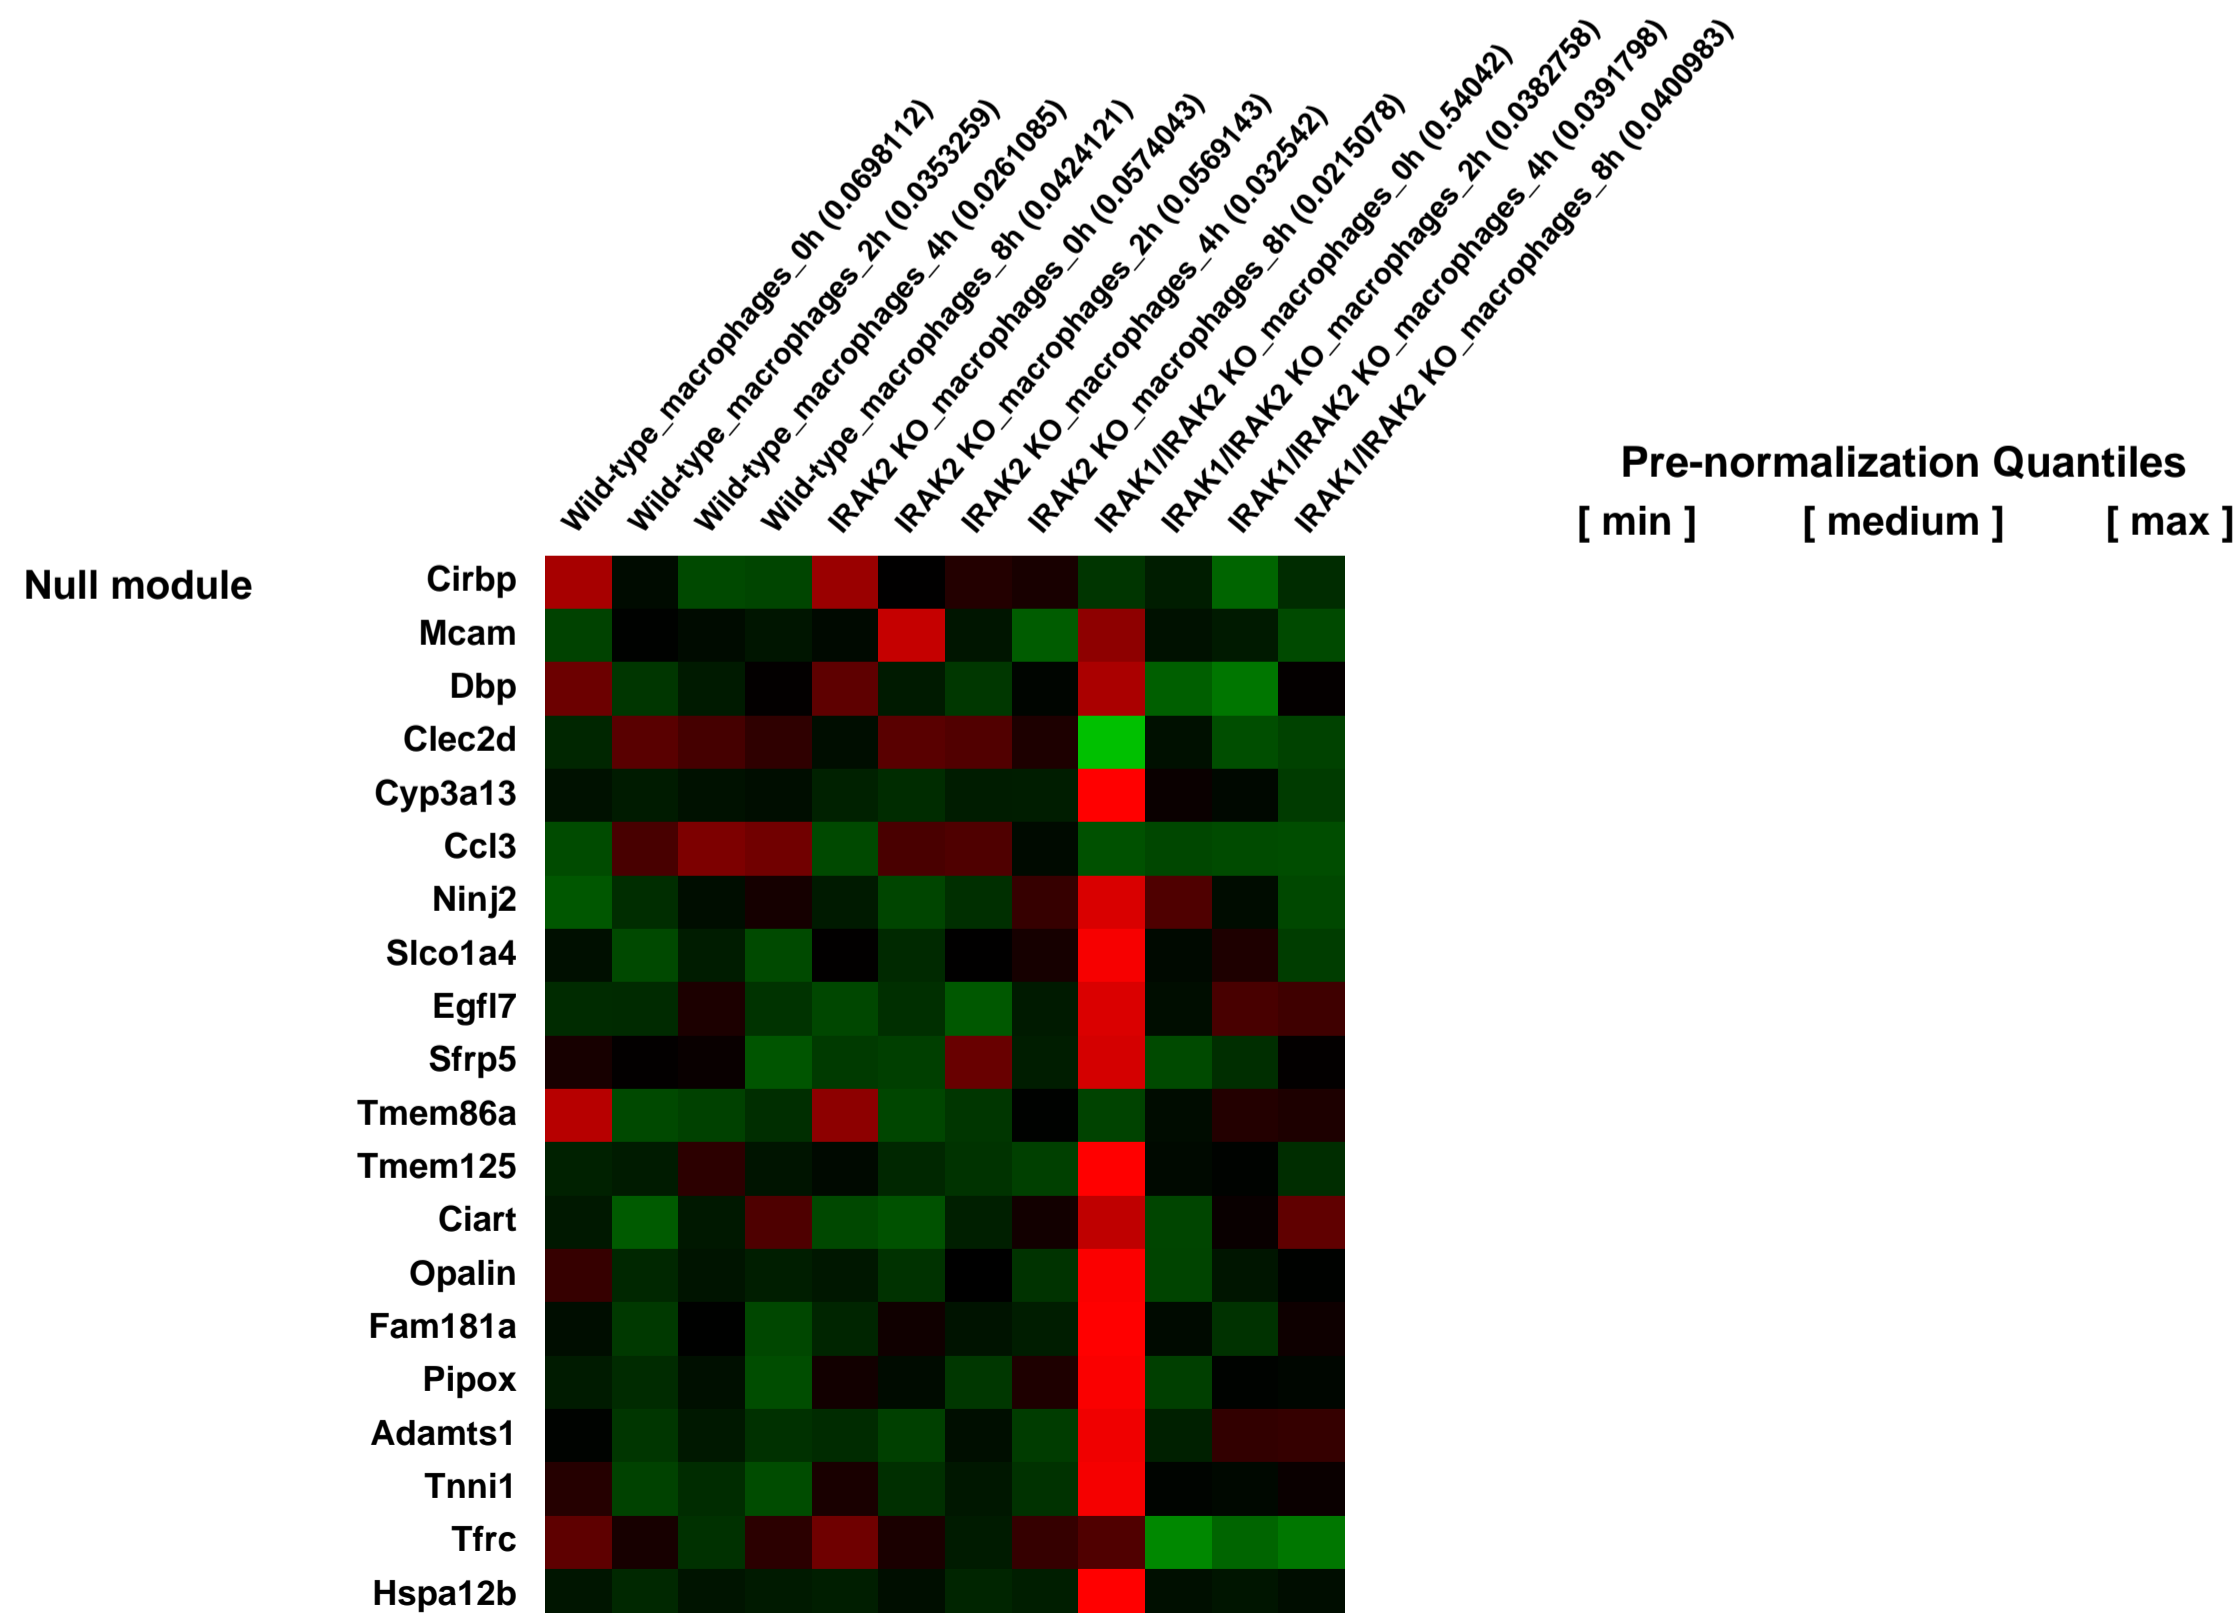 Wild-type_macrophages_0h (0.0698112)
Wild-type_macrophages_2h (0.0353259)
Wild-type_macrophages_4h (0.0261085)
Wild-type_macrophages_8h (0.0424121)
IRAK2 KO_macrophages_0h (0.0574043)
IRAK2 KO_macrophages_2h (0.0569143)
IRAK2 KO_macrophages_4h (0.032542)
IRAK2 KO_macrophages_8h (0.0215078)
IRAK1/IRAK2 KO_macrophages_0h (0.54042)
IRAK1/IRAK2 KO_macrophages_2h (0.0382758)
IRAK1/IRAK2 KO_macrophages_4h (0.0391798)
IRAK1/IRAK2 KO_macrophages_8h (0.0400983)
Pre-normalization Quantiles
[ min ] [ medium ] [ max ]
Null module
Cirbp
Mcam
Dbp
Clec2d
Cyp3a13
Ccl3
Ninj2
Slco1a4
Egfl7
Sfrp5
Tmem86a
Tmem125
Ciart
Opalin
Fam181a
Pipox
Adamts1
Tnni1
Tfrc
Hspa12b